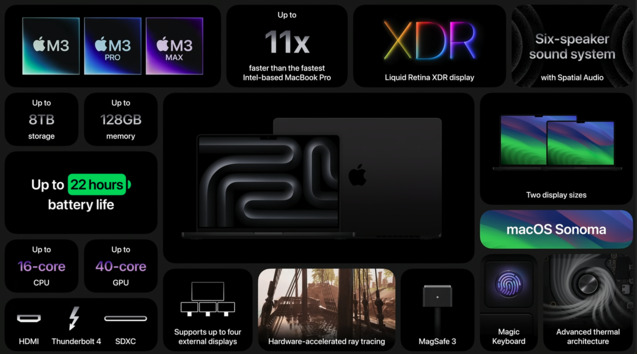 M3
M3
PRO
M3
MAX
Up to
11x
faster than the fastest
Intel-based MacBook Pro
XDR
Liquid Retina XDR display
Six-speaker
sound system
with Spatial Audio
Up to
8TB
storage
Up to
128GB
memory
Up to 22 hours
battery life
Two display sizes
macOS Sonoma
Up to
16-core
CPU
Up to
40-core
GPU
HDMI
Thunderbolt 4
SDXC
Supports up to four
external displays
Hardware-accelerated ray tracing
MagSafe 3
Magic
Keyboard
Advanced thermal
architecture